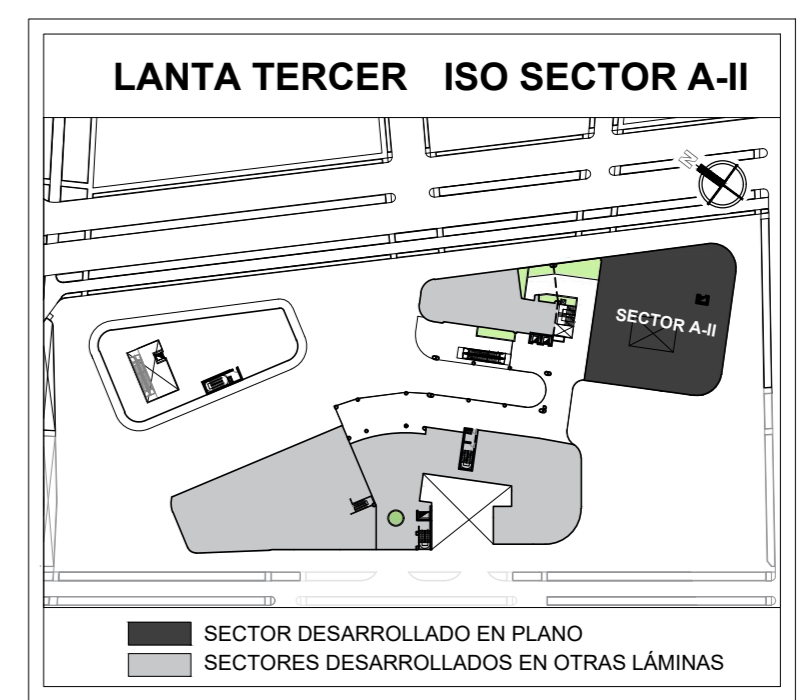 LANTA TERCER ISO SECTOR A-II
N
SECTOR A-II
SECTOR DESARROLLADO EN PLANO
SECTORES DESARROLLADOS EN OTRAS LÁMINAS